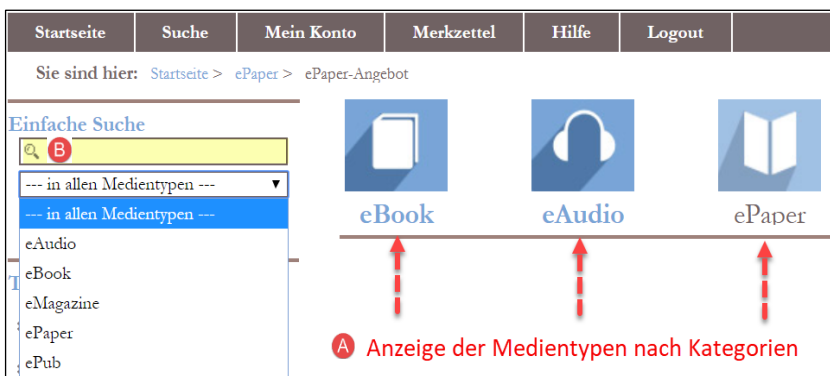 Startseite Suche Mein Konto Merkzettel Hilfe Logout
Sie sind hier: Startseite > ePaper > ePaper-Angebot
Einfache Suche
B
--- in allen Medientypen --- ▼
--- in allen Medientypen ---
eAudio
eBook
eMagazine
ePaper
ePub
eBook eAudio ePaper
A Anzeige der Medientypen nach Kategorien